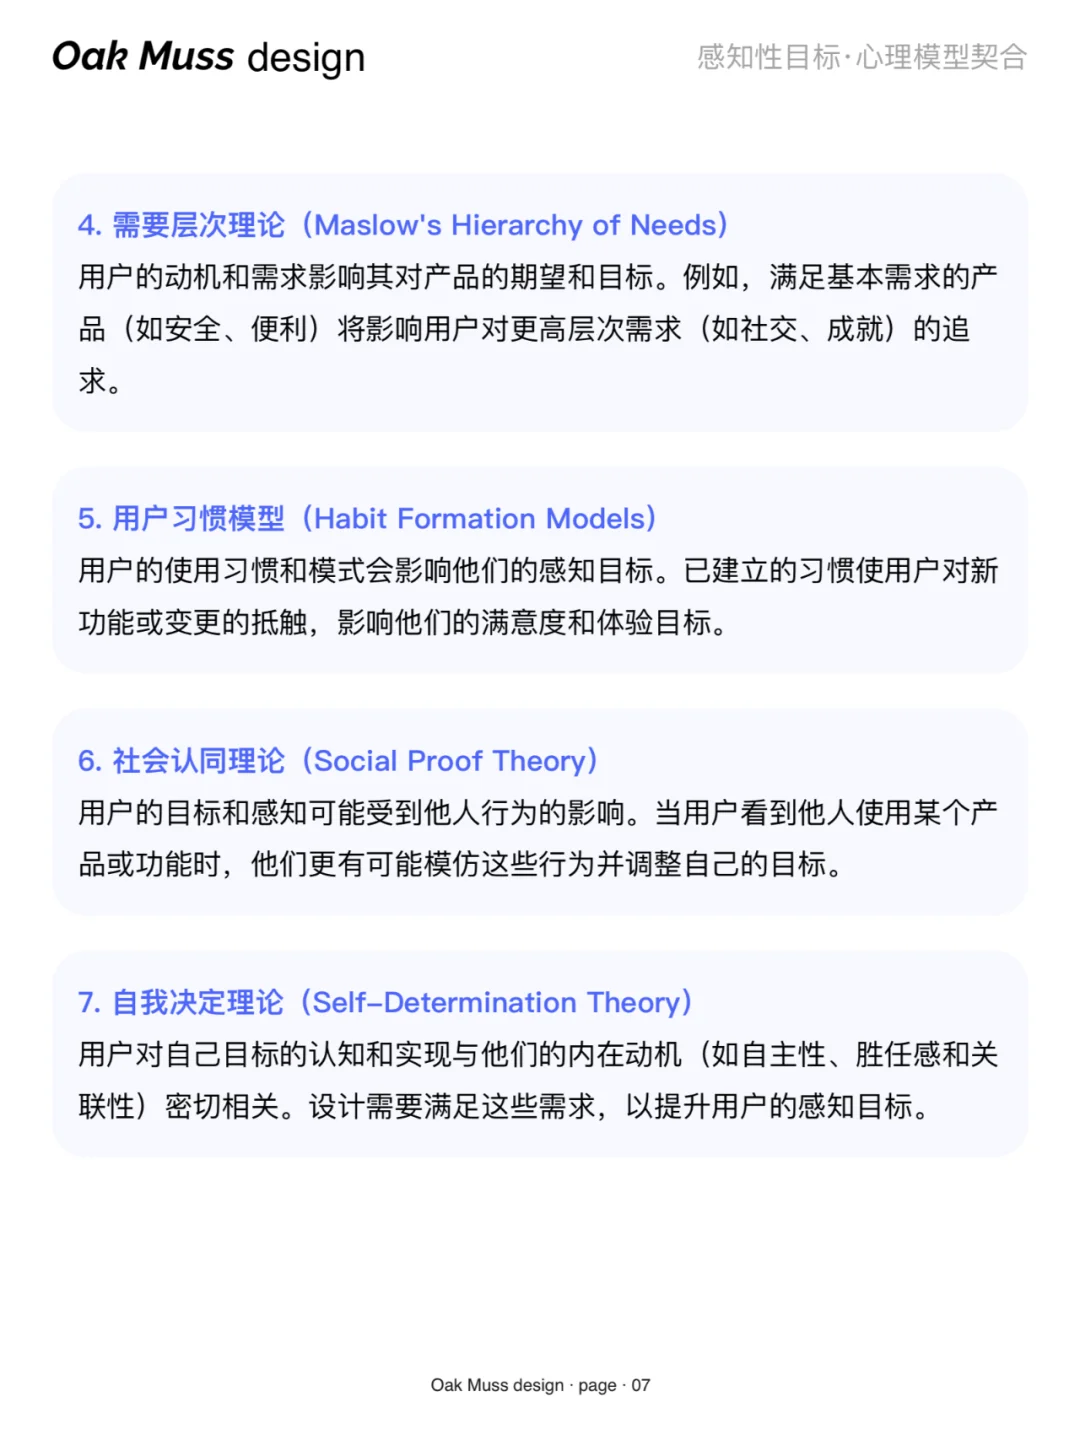 Oak Muss design
感知性目标·心理模型契合
4. 需要层次理论（Maslow's Hierarchy of Needs）
用户的动机和需求影响其对产品的期望和目标。例如，满足基本需求的产
品（如安全、便利）将影响用户对更高层次需求（如社交、成就）的追
求。
5. 用户习惯模型（Habit Formation Models）
用户的使用习惯和模式会影响他们的感知目标。已建立的习惯使用户对新
功能或变更的抵触，影响他们的满意度和体验目标。
6. 社会认同理论（Social Proof Theory）
用户的目标和感知可能受到他人行为的影响。当用户看到他人使用某个产
品或功能时，他们更有可能模仿这些行为并调整自己的目标。
7. 自我决定理论（Self–Determination Theory）
用户对自己目标的认知和实现与他们的内在动机（如自主性、胜任感和关
联性）密切相关。设计需要满足这些需求，以提升用户的感知目标。
Oak Muss design · page · 07